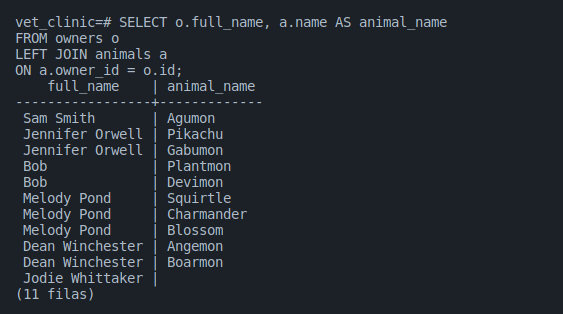 vet_clinic=# SELECT o.full_name, a.name AS animal_name
FROM owners o
LEFT JOIN animals a
ON a.owner_id = o.id;
    full_name    | animal_name
-----------------+-------------
 Sam Smith       | Agumon
 Jennifer Orwell | Pikachu
 Jennifer Orwell | Gabumon
 Bob             | Plantmon
 Bob             | Devimon
 Melody Pond     | Squirtle
 Melody Pond     | Charmander
 Melody Pond     | Blossom
 Dean Winchester | Angemon
 Dean Winchester | Boarmon
 Jodie Whittaker |
(11 filas)